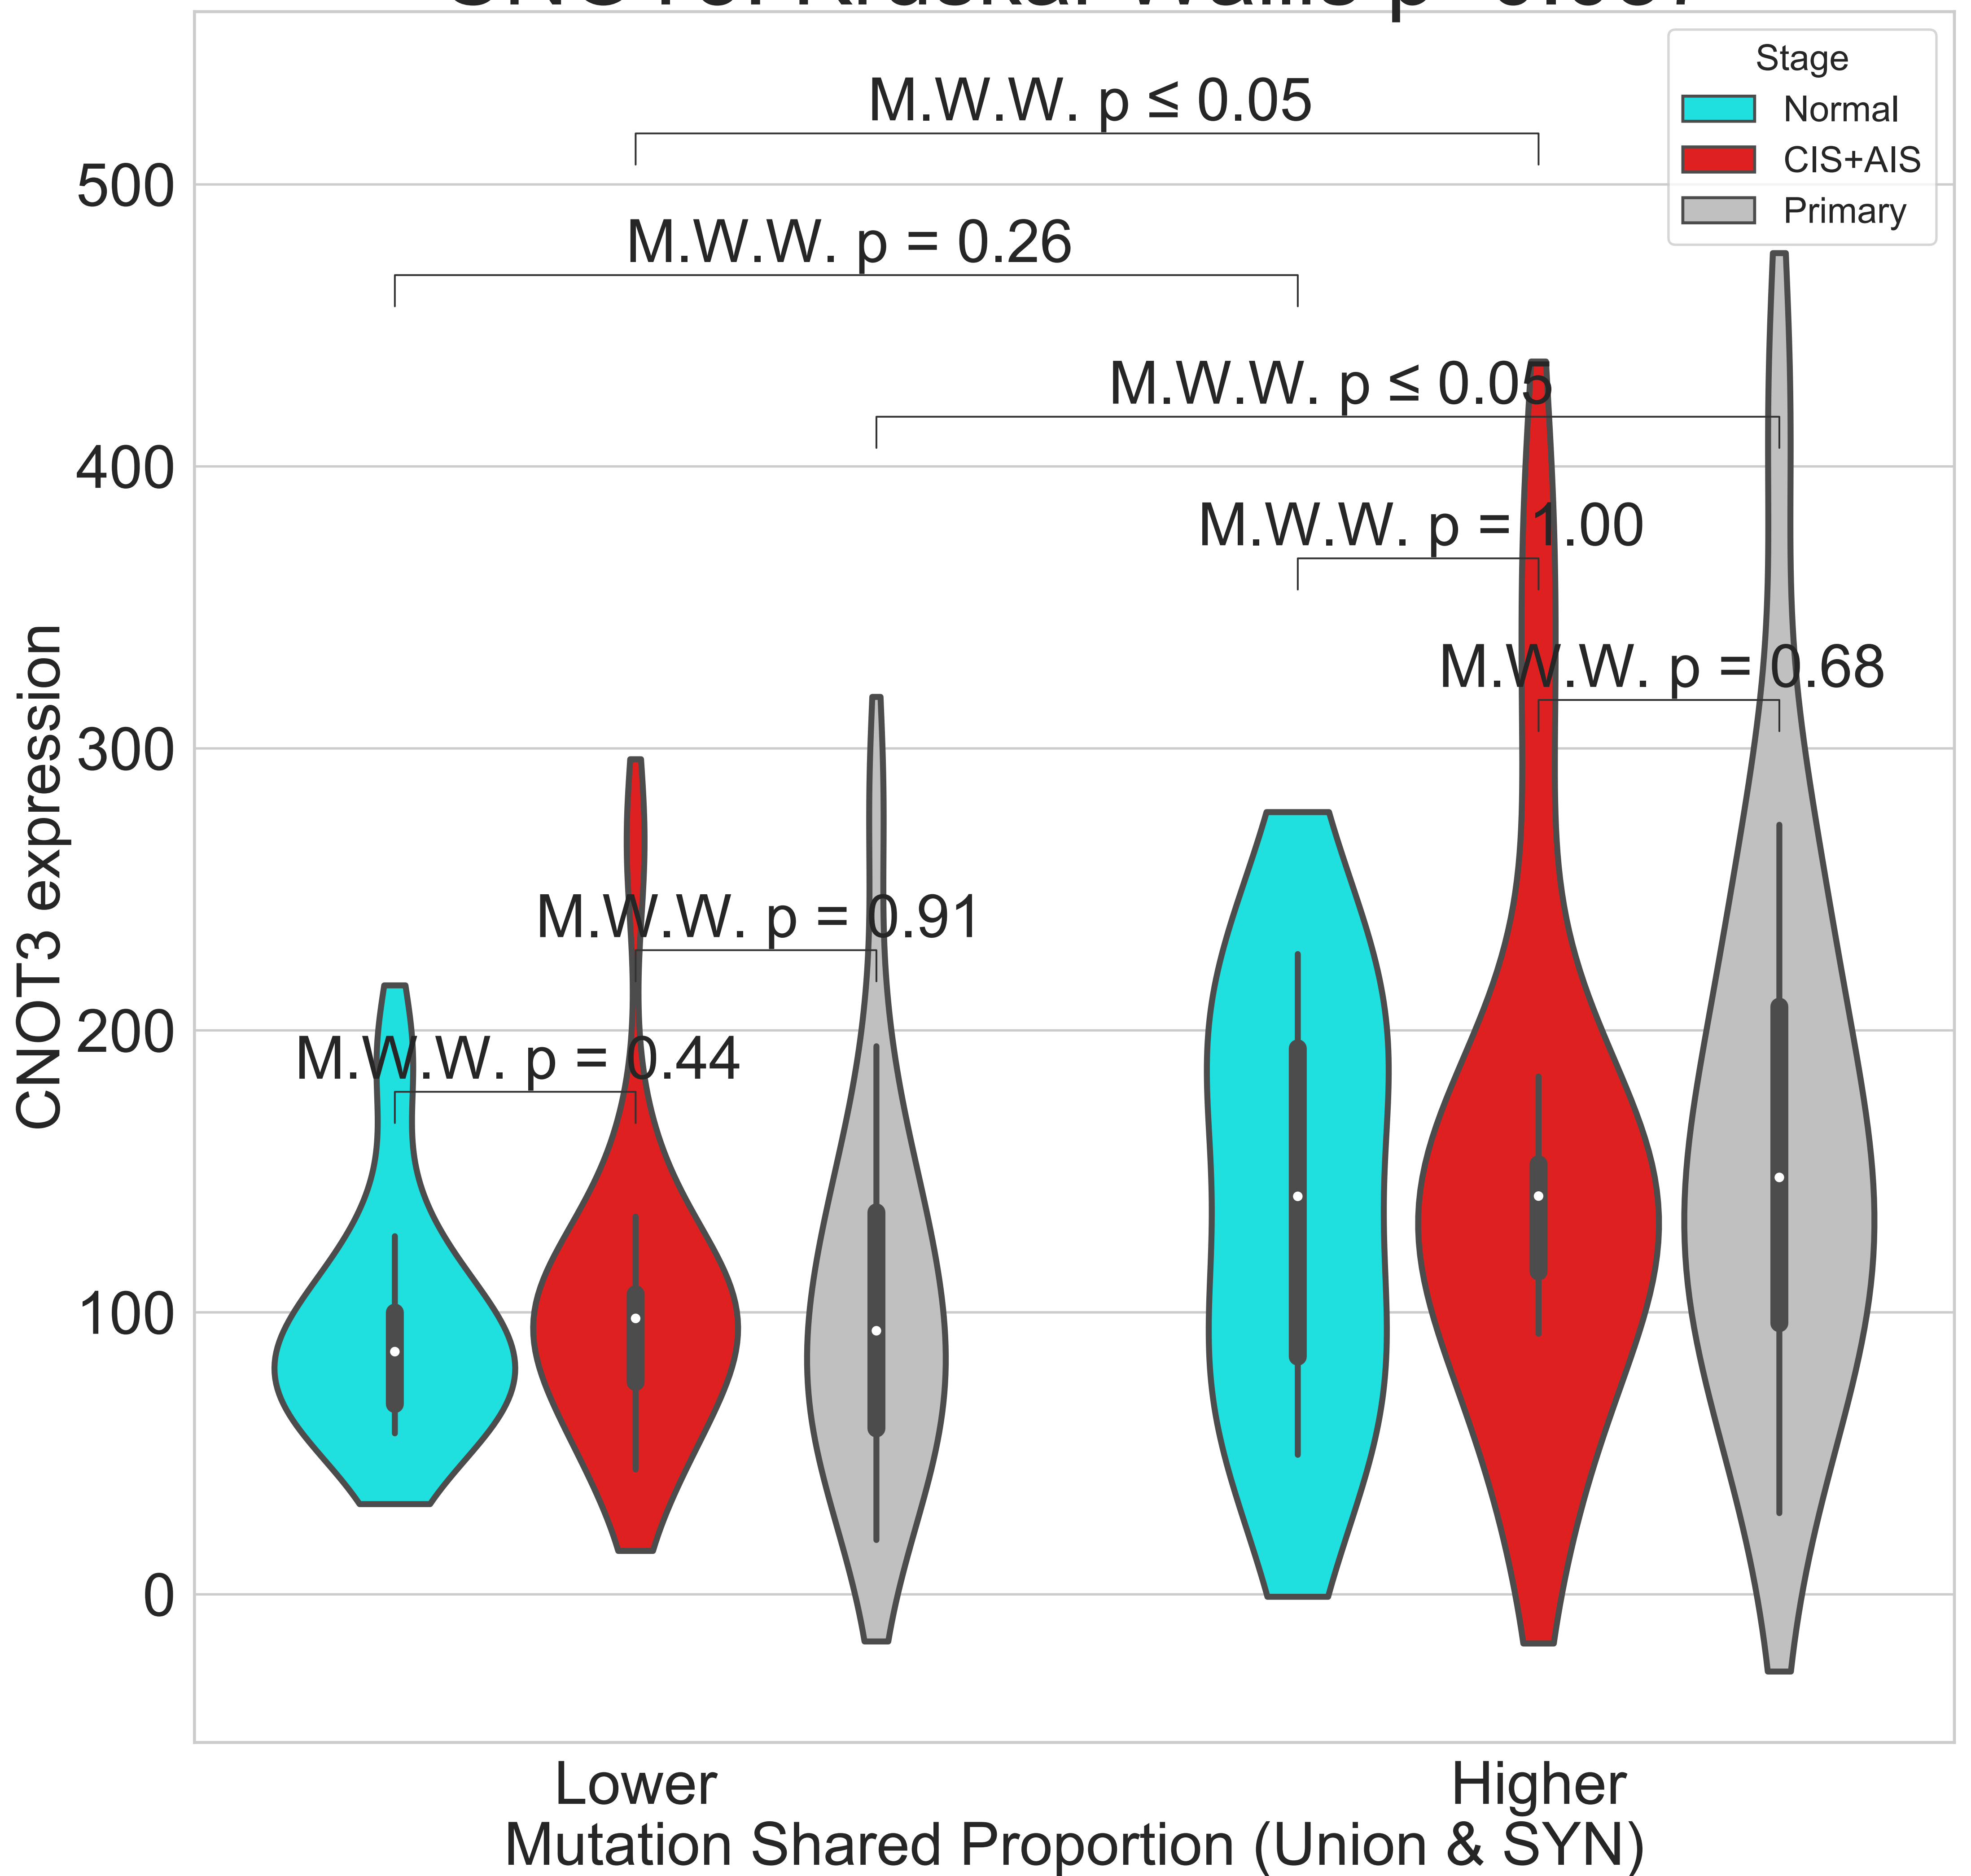 Stage
Normal
CIS+AIS
Primary
M.W.W. p ≤ 0.05
M.W.W. p = 0.26
M.W.W. p ≤ 0.05
M.W.W. p = 1.00
M.W.W. p = 0.68
M.W.W. p = 0.91
M.W.W. p = 0.44
500
400
300
200
100
0
CNOT3 expression
Lower
Higher
Mutation Shared Proportion (Union & SYN)